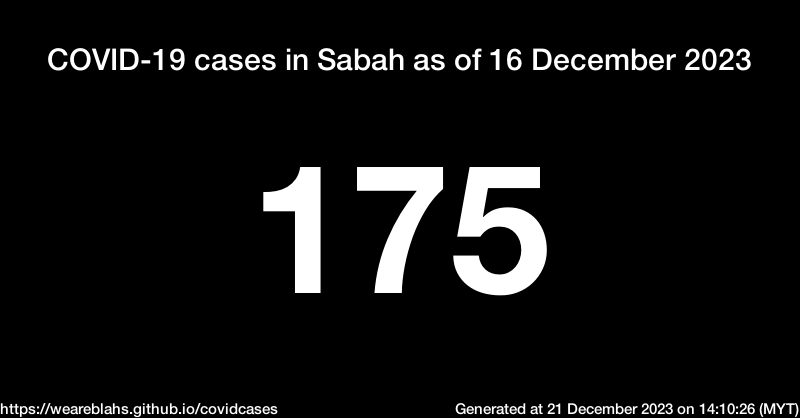 COVID-19 cases in Sabah as of 16 December 2023
175
https://weareblahs.github.io/covidcases
Generated at 21 December 2023 on 14:10:26 (MYT)